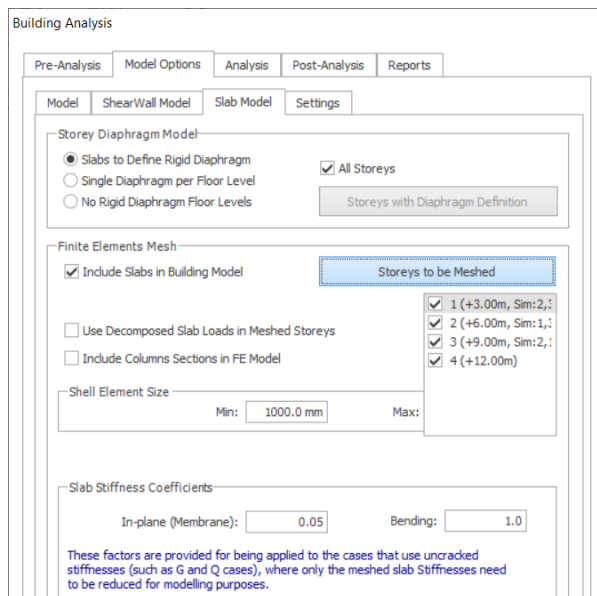 Building Analysis
Pre-Analysis Model Options Analysis Post-Analysis Reports
Model ShearWall Model Slab Model Settings
Storey Diaphragm Model
Slabs to Define Rigid Diaphragm
All Storeys
Single Diaphragm per Floor Level
No Rigid Diaphragm Floor Levels
Storeys with Diaphragm Definition
Finite Elements Mesh
Include Slabs in Building Model
Storeys to be Meshed
1 (+3.00m, Sim:2,3
2 (+6.00m, Sim:1,3
3 (+9.00m, Sim:2,1
4 (+12.00m)
Use Decomposed Slab Loads in Meshed Storeys
Include Columns Sections in FE Model
Shell Element Size
Min: 1000.0 mm Max:
Slab Stiffness Coefficients
In-plane (Membrane): 0.05 Bending: 1.0
These factors are provided for being applied to the cases that use uncracked
stiffnesses (such as G and Q cases), where only the meshed slab Stiffnesses need
to be reduced for modelling purposes.